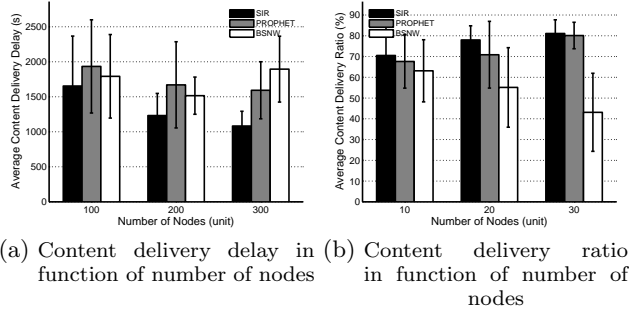 SIR
PROPHET
BSNW
Average Content Delivery Delay (s)
2500
2000
1500
1000
500
0
100
200
300
Number of Nodes (unit)
SIR
PROPHET
BSNW
Average Content Delivery Ratio (%)
90
80
70
60
50
40
30
20
10
0
10
20
30
Number of Nodes (unit)
(a) Content delivery delay in
function of number of nodes
(b) Content delivery ratio
in function of number of
nodes